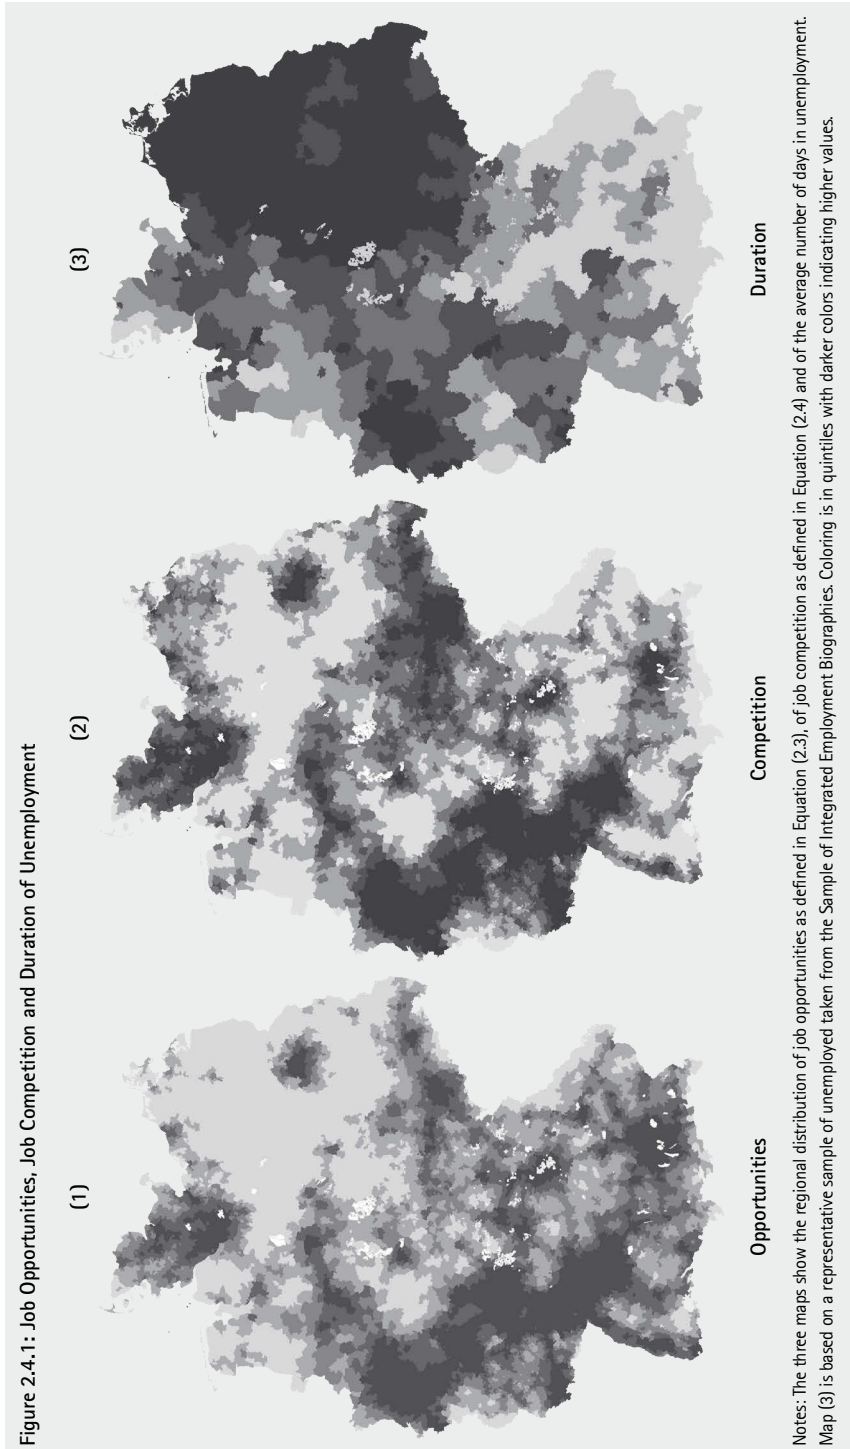 Figure 2.4.1: Job Opportunities, Job Competition and Duration of Unemployment
(1)
(2)
(3)
Opportunities
Competition
Duration
Notes: The three maps show the regional distribution of job opportunities as defined in Equation (2.3), of job competition as defined in Equation (2.4) and of the average number of days in unemployment.
Map (3) is based on a representative sample of unemployed taken from the Sample of Integrated Employment Biographies. Coloring is in quintiles with darker colors indicating higher values.